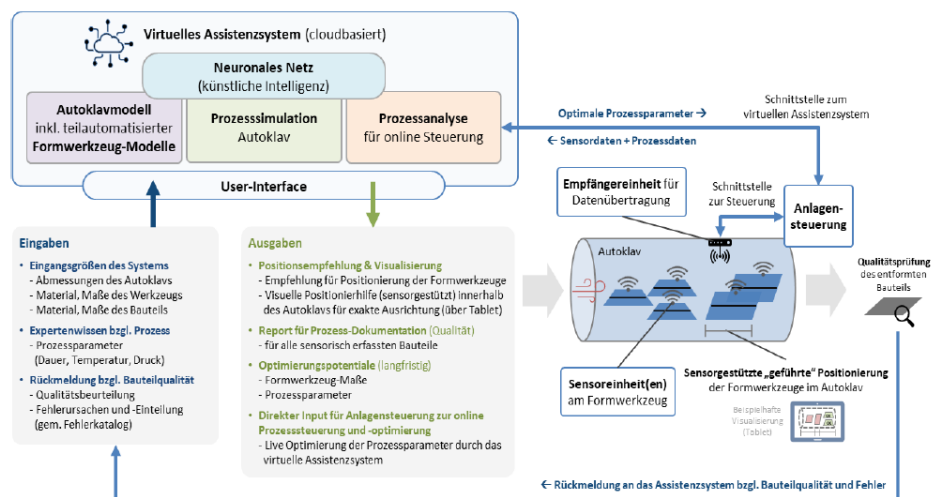 Virtuelles Assistenzsystem (cloudbasiert)
Neuronales Netz
(künstliche Intelligenz)
Autoklavmodell
inkl. teilautomatisierter
Formwerkzeug-Modelle
Prozesssimulation
Autoklav
Prozessanalyse
für online Steuerung
User-Interface
Optimale Prozessparameter →
← Sensordaten + Prozessdaten
Schnittstelle zum
virtuellen Assistenzsystem
Eingaben
• Eingangsgrößen des Systems
- Abmessungen des Autoklavs
- Material, Maße des Werkzeugs
- Material, Maße des Bauteils
• Expertenwissen bzgl. Prozess
- Prozessparameter
(Dauer, Temperatur, Druck)
• Rückmeldung bzgl. Bauteilqualität
- Qualitätsbeurteilung
- Fehlerursachen und -Einteilung
(gem. Fehlerkatalog)
Ausgaben
• Positionsempfehlung & Visualisierung
- Empfehlung für Positionierung der Formwerkzeuge
- Visuelle Positionierhilfe (sensorgestützt) innerhalb
des Autoklavs für exakte Ausrichtung (über Tablet)
• Report für Prozess-Dokumentation (Qualität)
- für alle sensorisch erfassten Bauteile
• Optimierungspotentiale (langfristig)
- Formwerkzeug-Maße
- Prozessparameter
• Direkter Input für Anlagensteuerung zur online
Prozesssteuerung und -optimierung
- Live Optimierung der Prozessparameter durch das
virtuelle Assistenzsystem
Empfängereinheit für
Datenübertragung
Schnittstelle
zur Steuerung
Anlagen-
steuerung
Autoklav
Qualitätsprüfung
des entformten
Bauteils
Sensoreinheit(en)
am Formwerkzeug
Sensorgestützte „geführte“ Positionierung
der Formwerkzeuge im Autoklav
Beispielhafte
Visualisierung
(Tablet)
← Rückmeldung an das Assistenzsystem bzgl. Bauteilqualität und Fehler